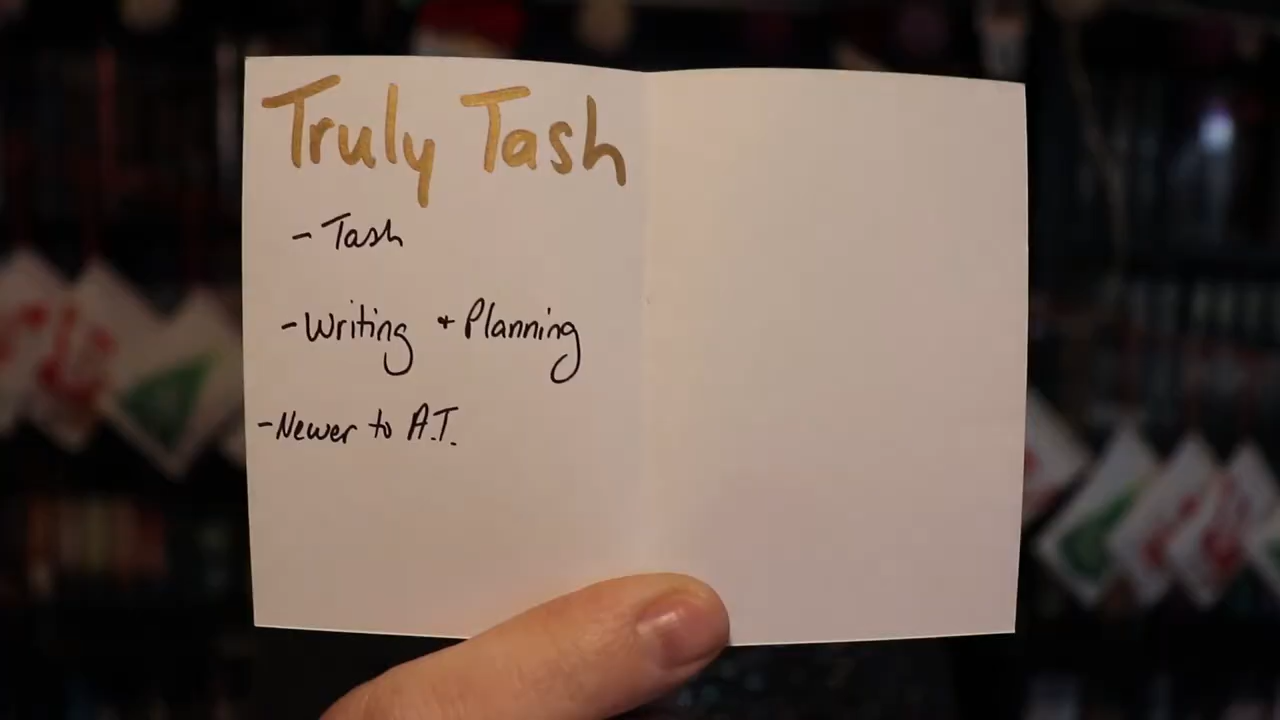 Truly Tash
- Tash
- Writing + Planning
- Newer to A.T.